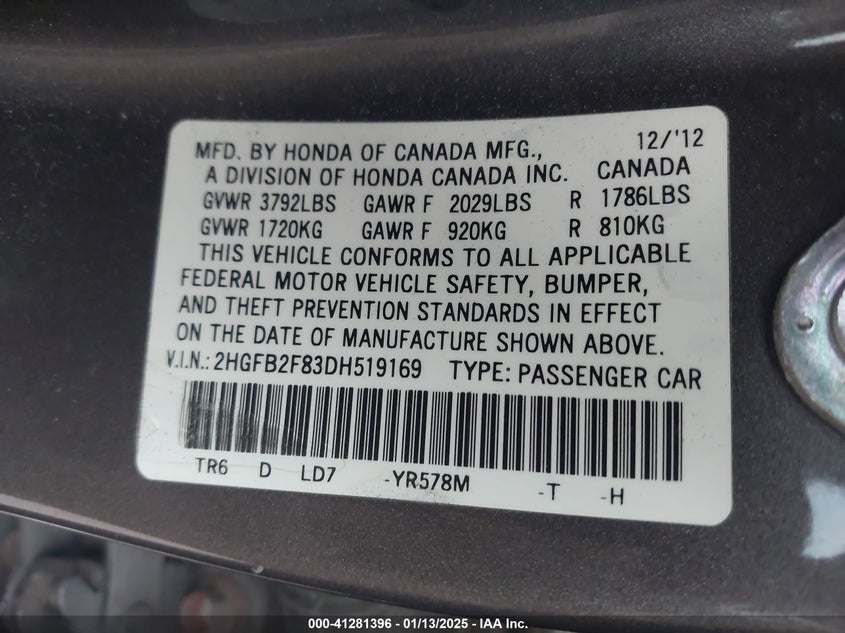 MFD. BY HONDA OF CANADA MFG., 12/'12
A DIVISION OF HONDA CANADA INC. CANADA
GVWR 3792LBS GAWR F 2029LBS R 1786LBS
GVWR 1720KG GAWR F 920KG R 810KG
THIS VEHICLE CONFORMS TO ALL APPLICABLE
FEDERAL MOTOR VEHICLE SAFETY, BUMPER,
AND THEFT PREVENTION STANDARDS IN EFFECT
ON THE DATE OF MANUFACTURE SHOWN ABOVE.
V.I.N.: 2HGFB2F83DH519169 TYPE: PASSENGER CAR
TR6 D LD7 -YR578M -T -H
000-41281396 - 01/13/2025 - IAA Inc.